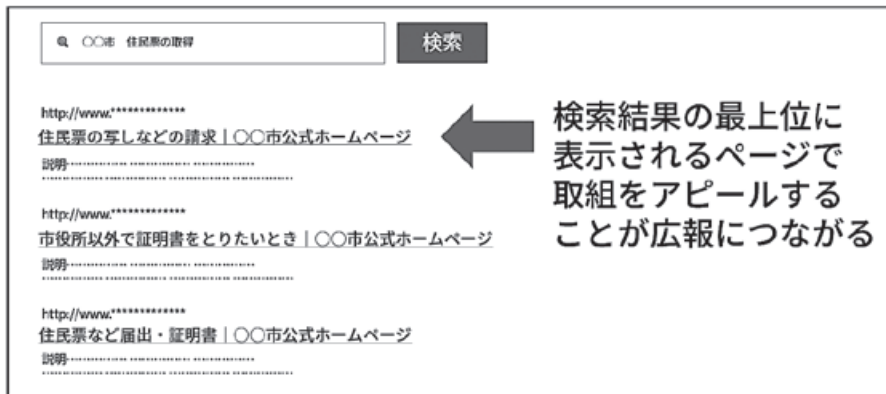 〇〇市 住民票の取得
検索
http://www.*************
住民票の写しなどの請求｜〇〇市公式ホームページ
説明
http://www.*************
市役所以外で証明書をとりたいとき｜〇〇市公式ホームページ
説明
http://www.*************
住民票など届出・証明書｜〇〇市公式ホームページ
説明
検索結果の最上位に
表示されるページで
取組をアピールする
ことが広報につながる